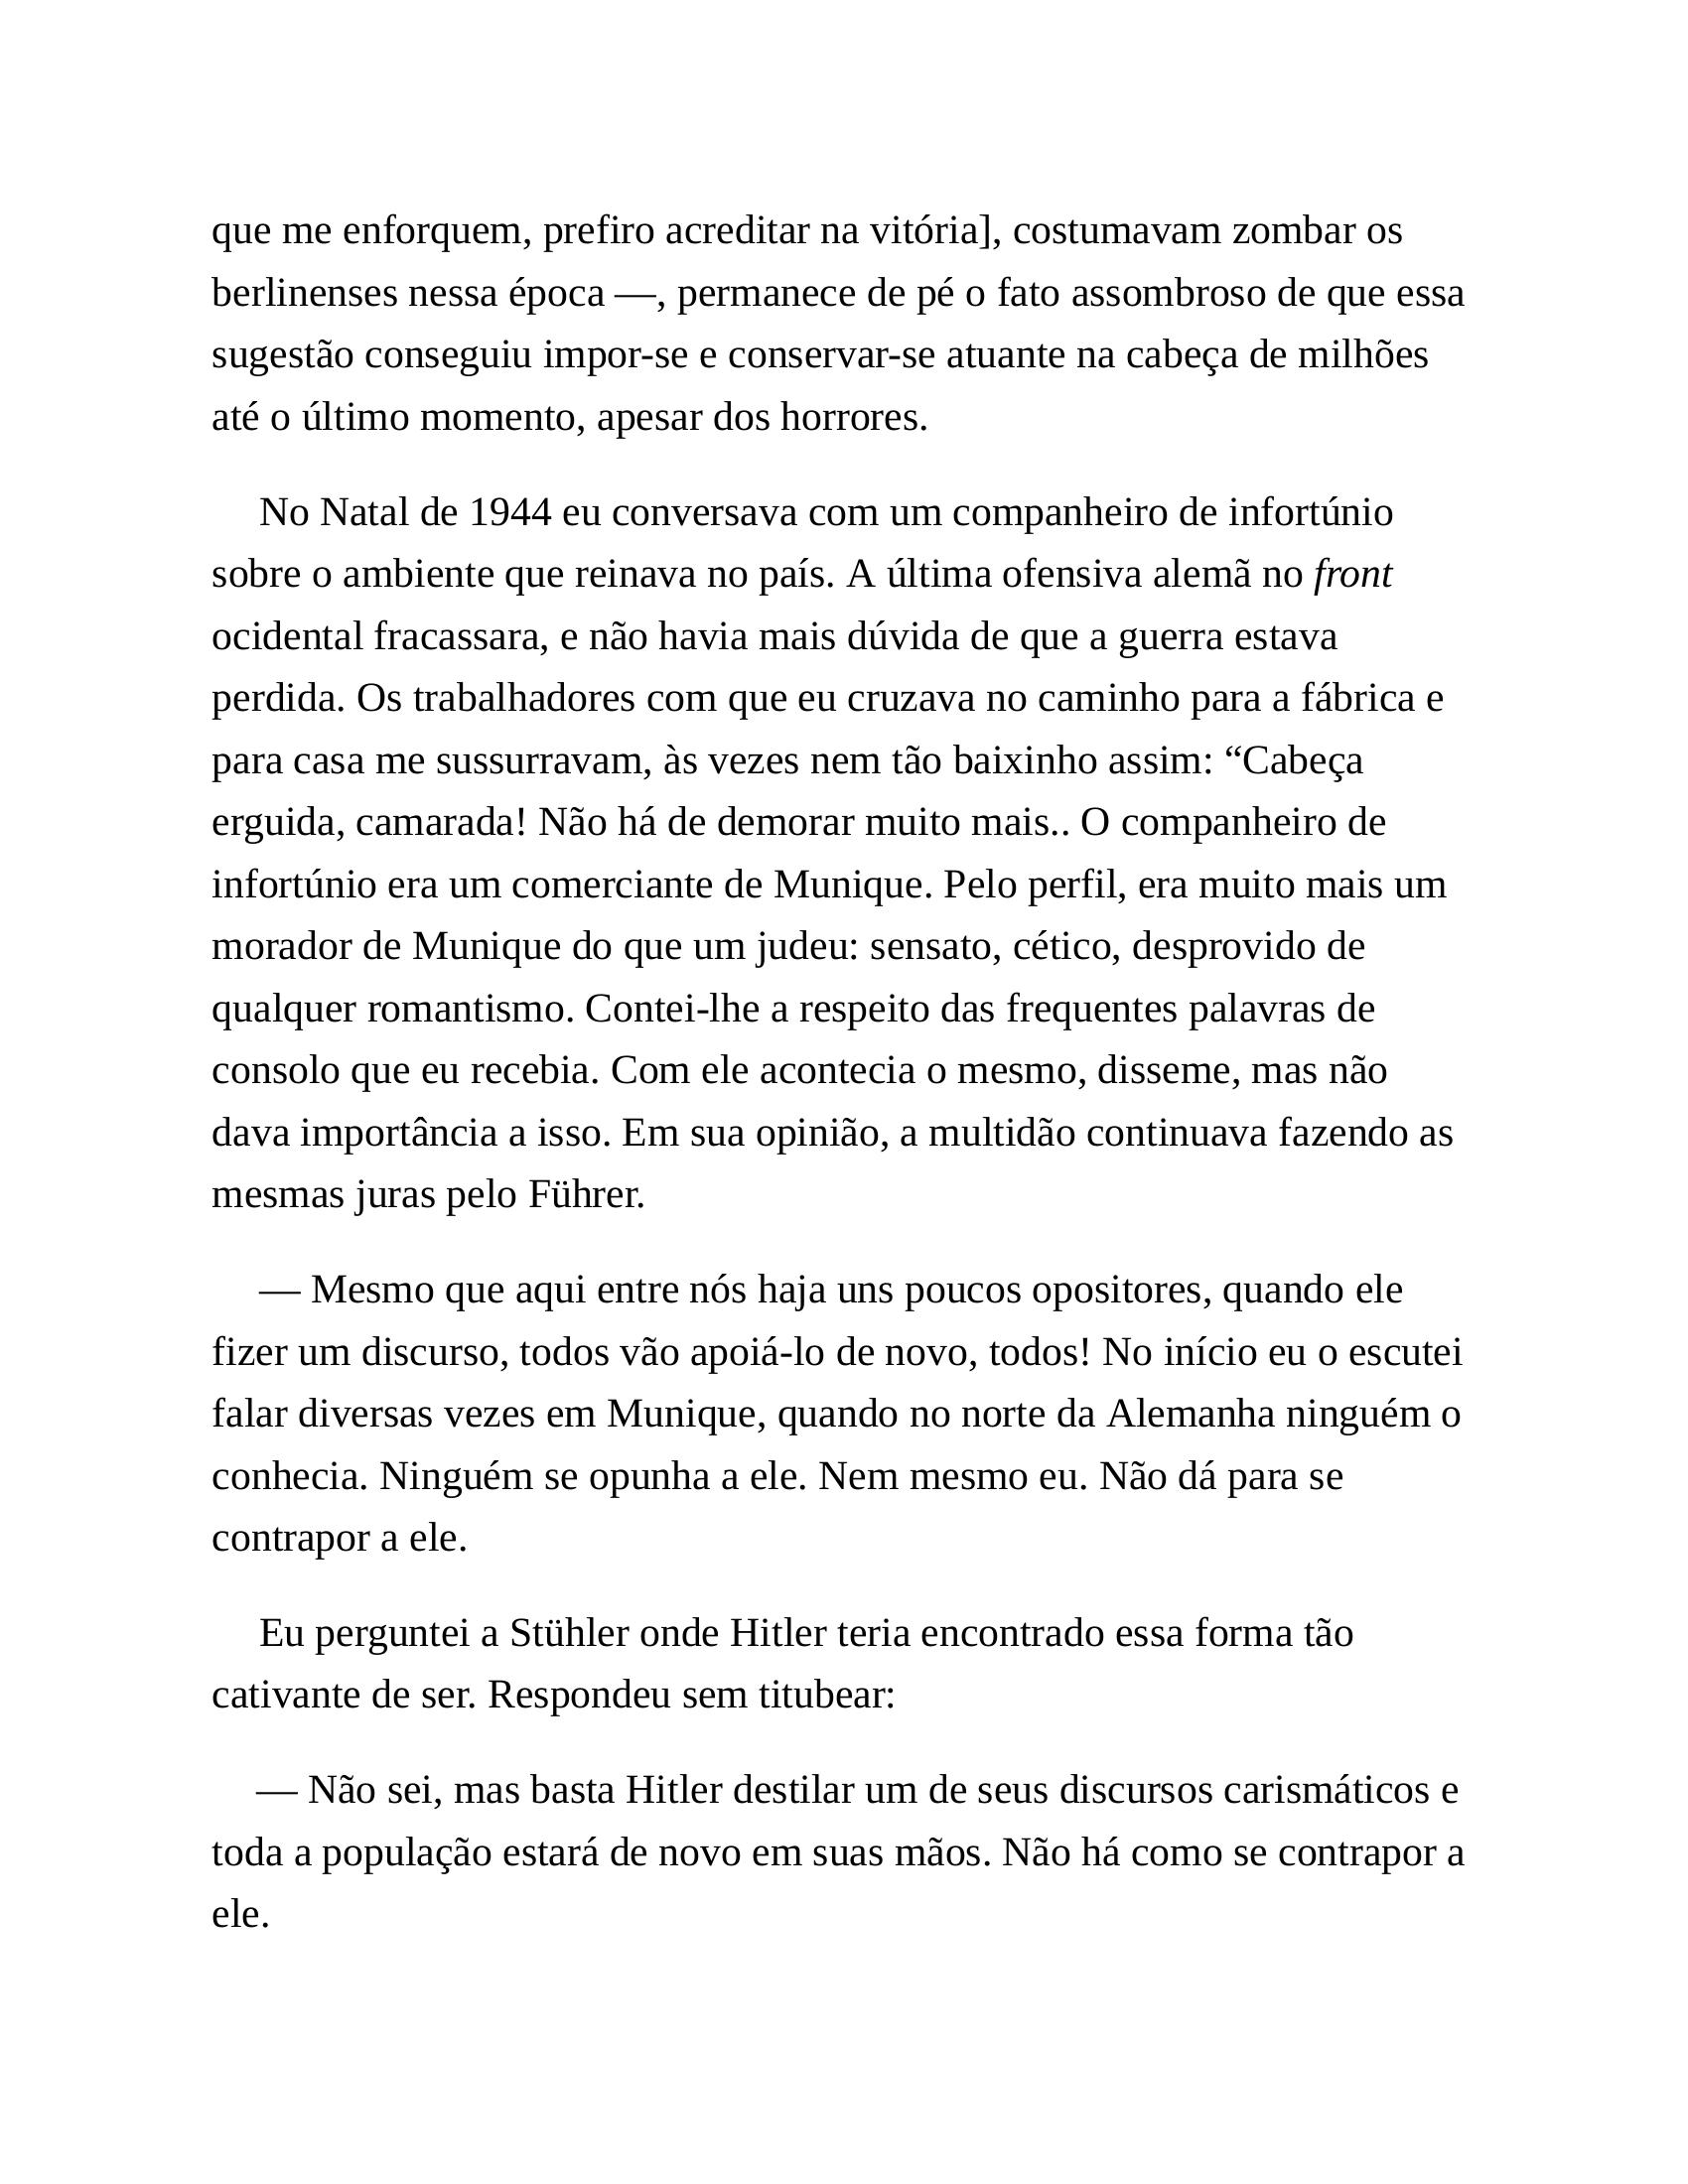 que me enforquem, prefiro acreditar na vitória], costumavam zombar os
berlinenses nessa época —, permanece de pé o fato assombroso de que essa
sugestão conseguiu impor-se e conservar-se atuante na cabeça de milhões
até o último momento, apesar dos horrores.
No Natal de 1944 eu conversava com um companheiro de infortúnio
sobre o ambiente que reinava no país. A última ofensiva alemã no front
ocidental fracassara, e não havia mais dúvida de que a guerra estava
perdida. Os trabalhadores com que eu cruzava no caminho para a fábrica e
para casa me sussurravam, às vezes nem tão baixinho assim: “Cabeça
erguida, camarada! Não há de demorar muito mais.. O companheiro de
infortúnio era um comerciante de Munique. Pelo perfil, era muito mais um
morador de Munique do que um judeu: sensato, cético, desprovido de
qualquer romantismo. Contei-lhe a respeito das frequentes palavras de
consolo que eu recebia. Com ele acontecia o mesmo, disseme, mas não
dava importância a isso. Em sua opinião, a multidão continuava fazendo as
mesmas juras pelo Führer.
— Mesmo que aqui entre nós haja uns poucos opositores, quando ele
fizer um discurso, todos vão apoiá-lo de novo, todos! No início eu o escutei
falar diversas vezes em Munique, quando no norte da Alemanha ninguém o
conhecia. Ninguém se opunha a ele. Nem mesmo eu. Não dá para se
contrapor a ele.
Eu perguntei a Stühler onde Hitler teria encontrado essa forma tão
cativante de ser. Respondeu sem titubear:
— Não sei, mas basta Hitler destilar um de seus discursos carismáticos e
toda a população estará de novo em suas mãos. Não há como se contrapor a
ele.